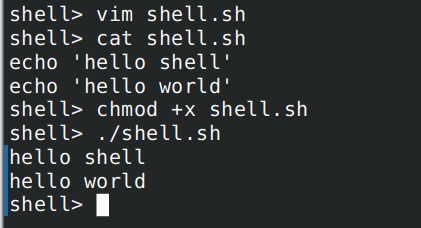 shell> vim shell.sh
shell> cat shell.sh
echo 'hello shell'
echo 'hello world'
shell> chmod +x shell.sh
shell> ./shell.sh
hello shell
hello world
shell>